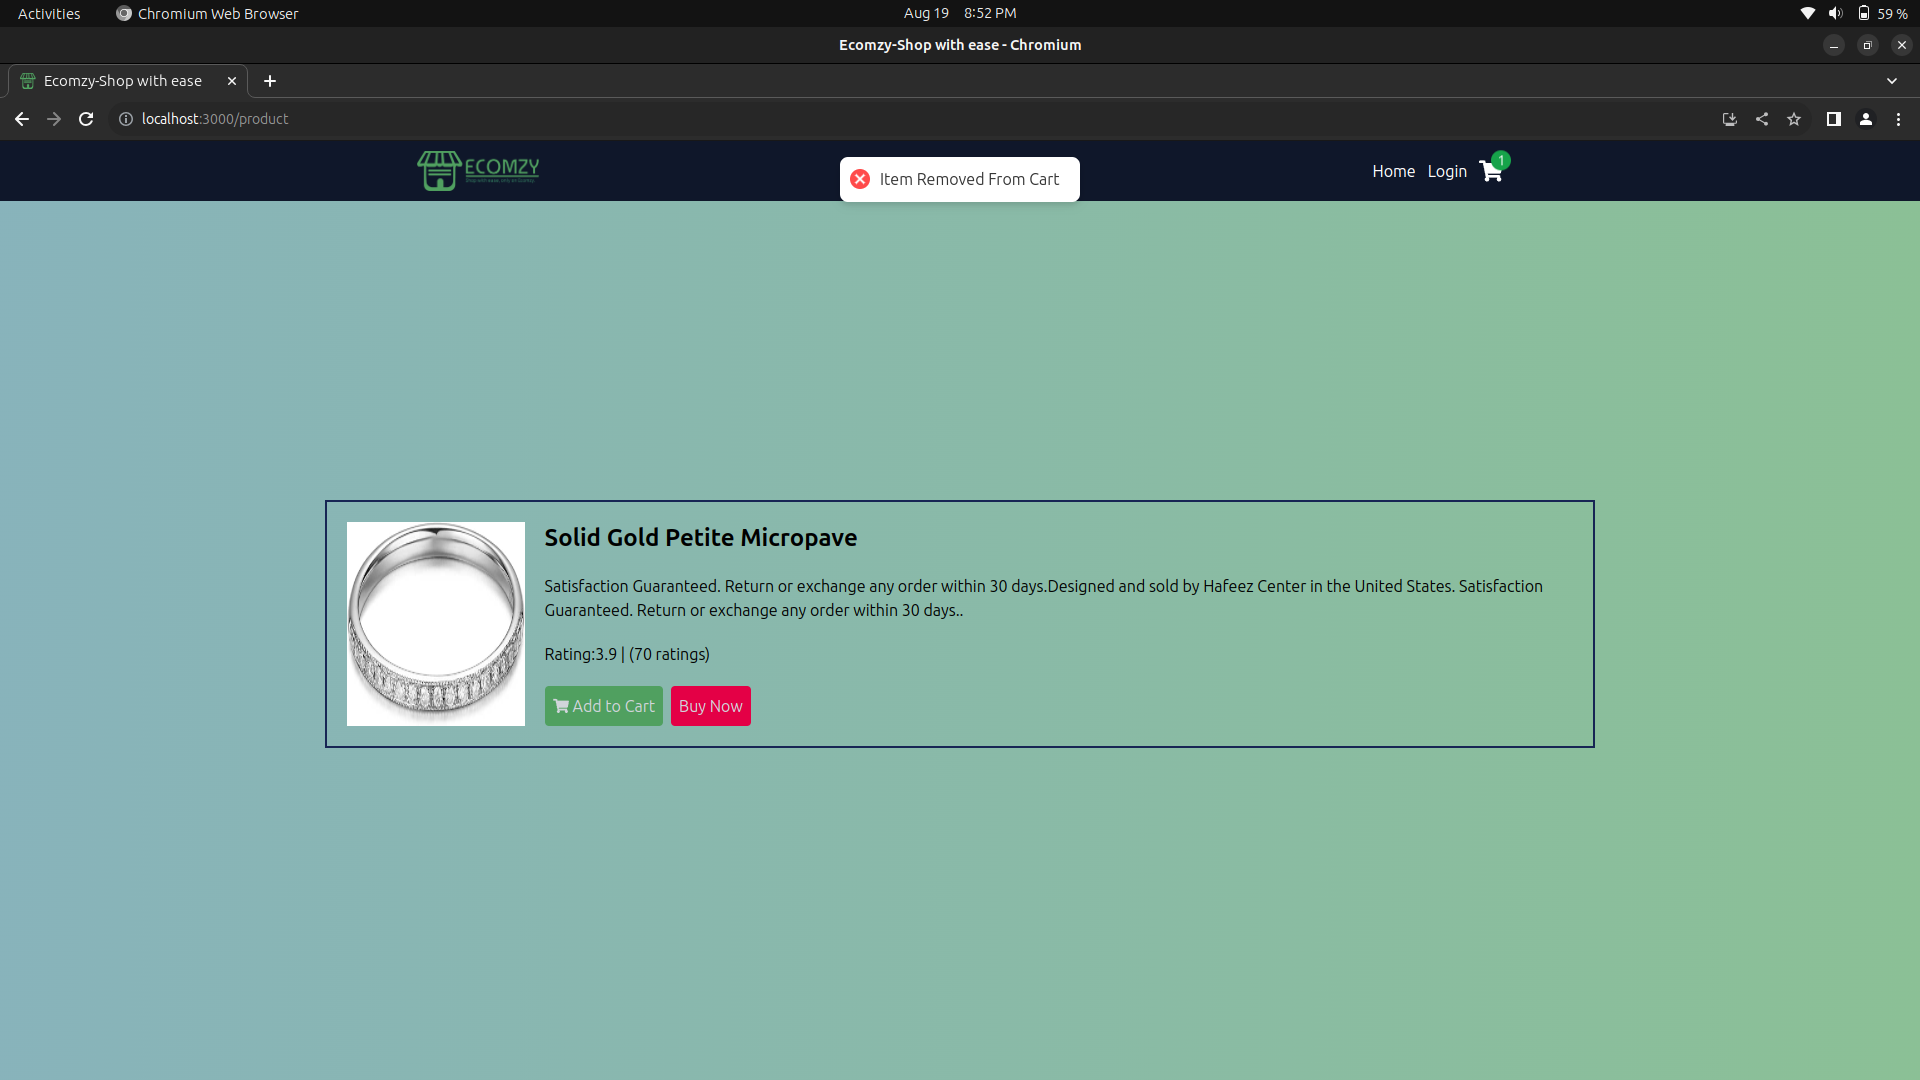 Activities
Chromium Web Browser
Aug 19 8:52 PM
59 %
Ecomzy-Shop with ease - Chromium
Ecomzy-Shop with ease
localhost:3000/product
ECOMZY
Item Removed From Cart
Home
Login
1
Solid Gold Petite Micropave
Satisfaction Guaranteed. Return or exchange any order within 30 days.Designed and sold by Hafeez Center in the United States. Satisfaction
Guaranteed. Return or exchange any order within 30 days..
Rating:3.9 | (70 ratings)
Add to Cart
Buy Now